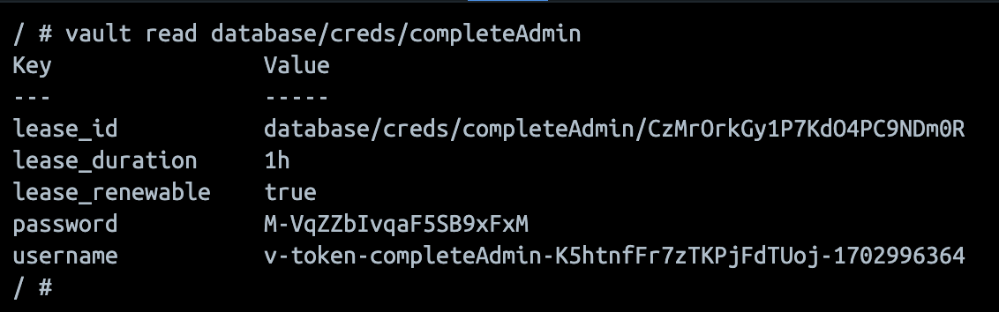 / # vault read database/creds/completeAdmin
Key                Value
---                -----
lease_id           database/creds/completeAdmin/CzMrOrkGy1P7KdO4PC9NDm0R
lease_duration     1h
lease_renewable    true
password           M-VqZZbIvqaF5SB9xFxM
username           v-token-completeAdmin-K5htnfFr7zTKPjFdTUoj-1702996364
/ #